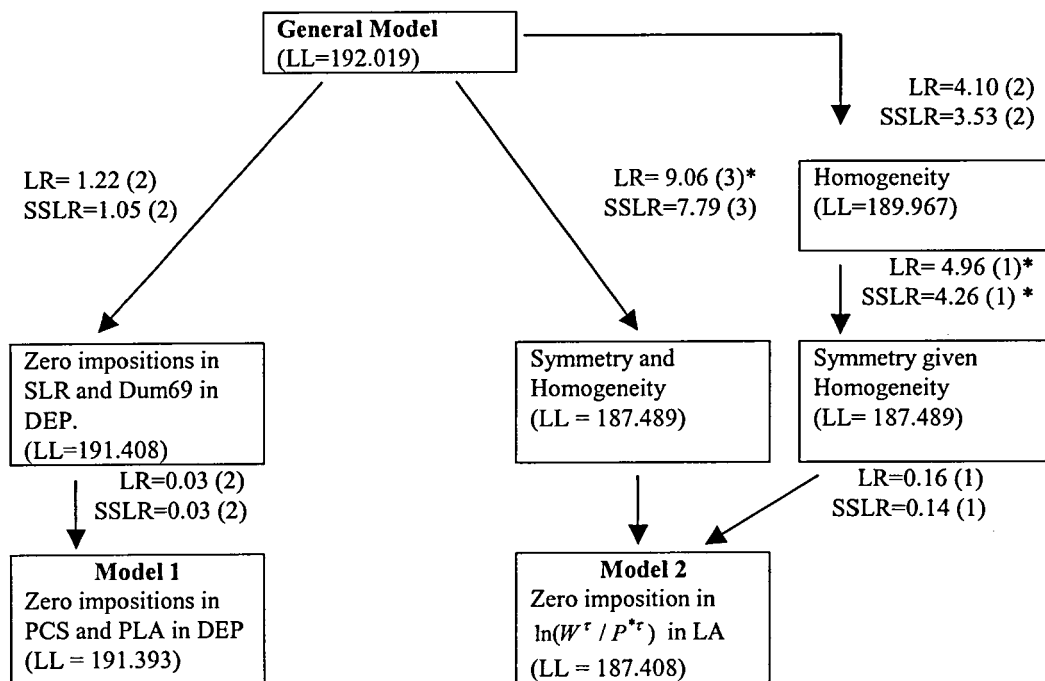 General Model
(LL=192.019)
LR=4.10 (2)
SSLR=3.53 (2)
LR= 1.22 (2)
SSLR=1.05 (2)
LR= 9.06 (3)*
SSLR=7.79 (3)
Homogeneity
(LL=189.967)
LR= 4.96 (1)*
SSLR=4.26 (1) *
Zero impositions in
SLR and Dum69 in
DEP.
(LL=191.408)
Symmetry and
Homogeneity
(LL = 187.489)
Symmetry given
Homogeneity
(LL= 187.489)
LR=0.03 (2)
SSLR=0.03 (2)
LR=0.16 (1)
SSLR=0.14 (1)
Model 1
Zero impositions in
PCS and PLA in DEP
(LL = 191.393)
Model 2
Zero imposition in
ln(W^τ / P^{*τ}) in LA
(LL = 187.408)